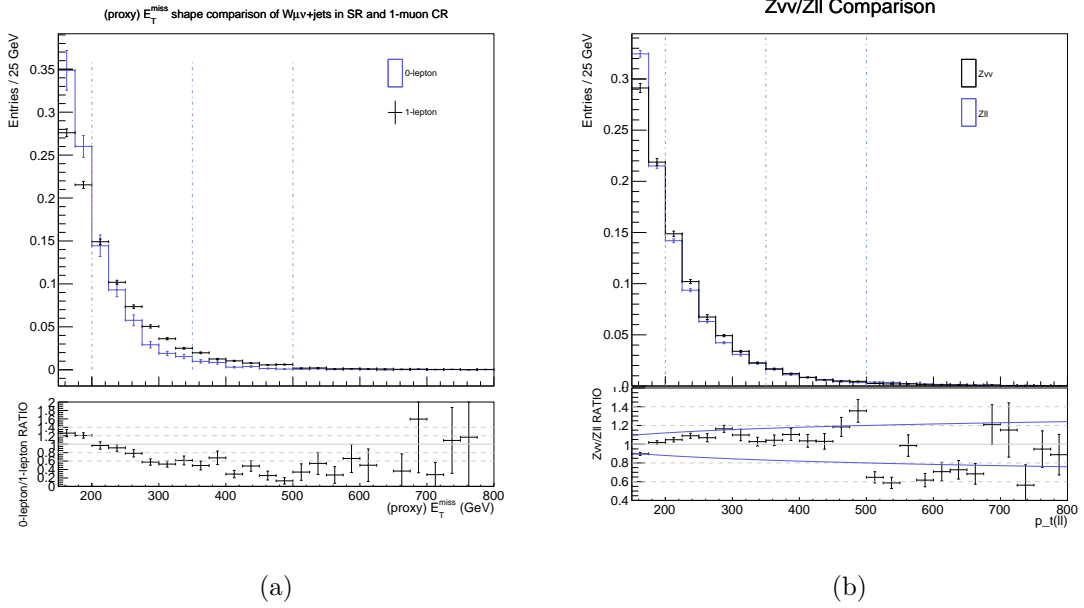 (proxy) E_T^miss shape comparison of Wμν+jets in SR and 1-muon CR
Entries / 25 GeV
0.35
0.3
0.25
0.2
0.15
0.1
0.05
0
0-lepton
1-lepton
0-lepton/1-lepton RATIO
2
1.8
1.6
1.4
1.2
1
0.8
0.6
0.4
0.2
0
200 300 400 500 600 700 800
(proxy) E_T^miss (GeV)
(a)
Zvv/Zll Comparison
Entries / 25 GeV
0.3
0.25
0.2
0.15
0.1
0.05
0
Zvv
Zll
Zvv/Zll RATIO
1.4
1.2
1
0.8
0.6
0.4
200 300 400 500 600 700 800
p_t(ll)
(b)